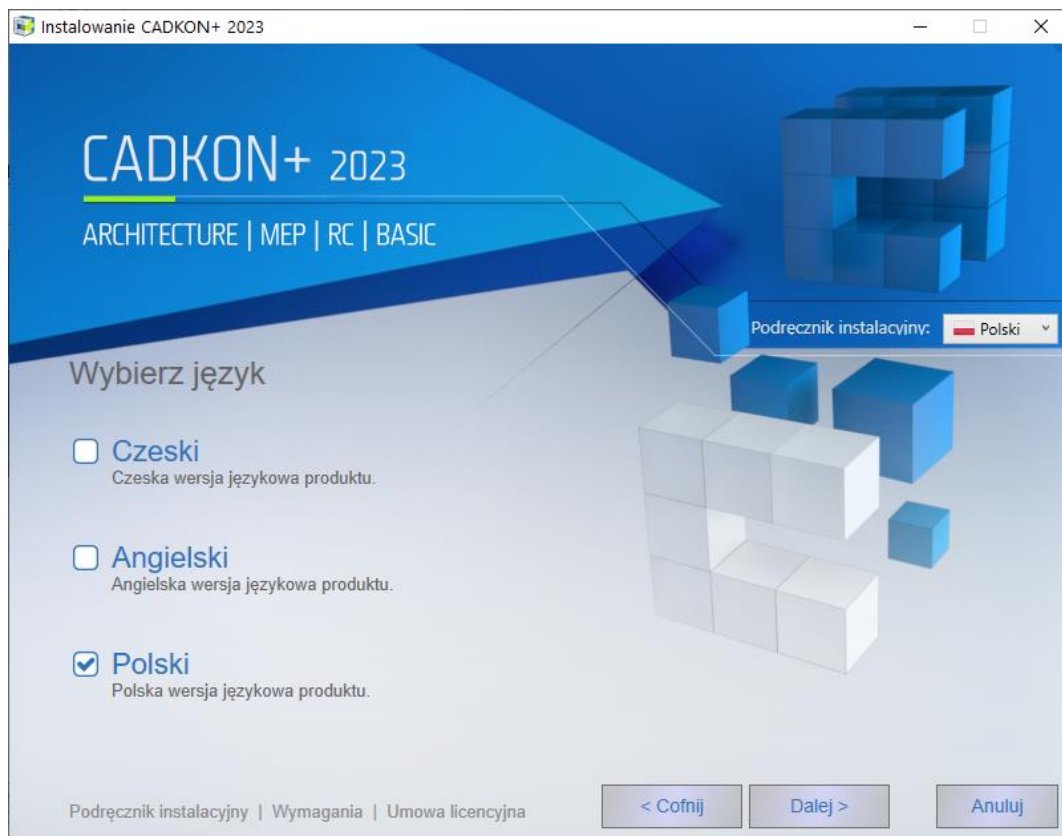 Instalowanie CADKON+ 2023
CADKON+ 2023
ARCHITECTURE | MEP | RC | BASIC
Podręcznik instalacyjny: Polski
Wybierz język
Czeski
Czeska wersja językowa produktu.
Angielski
Angielska wersja językowa produktu.
Polski
Polska wersja językowa produktu.
Podręcznik instalacyjny | Wymagania | Umowa licencyjna
< Cofnij
Dalej >
Anuluj